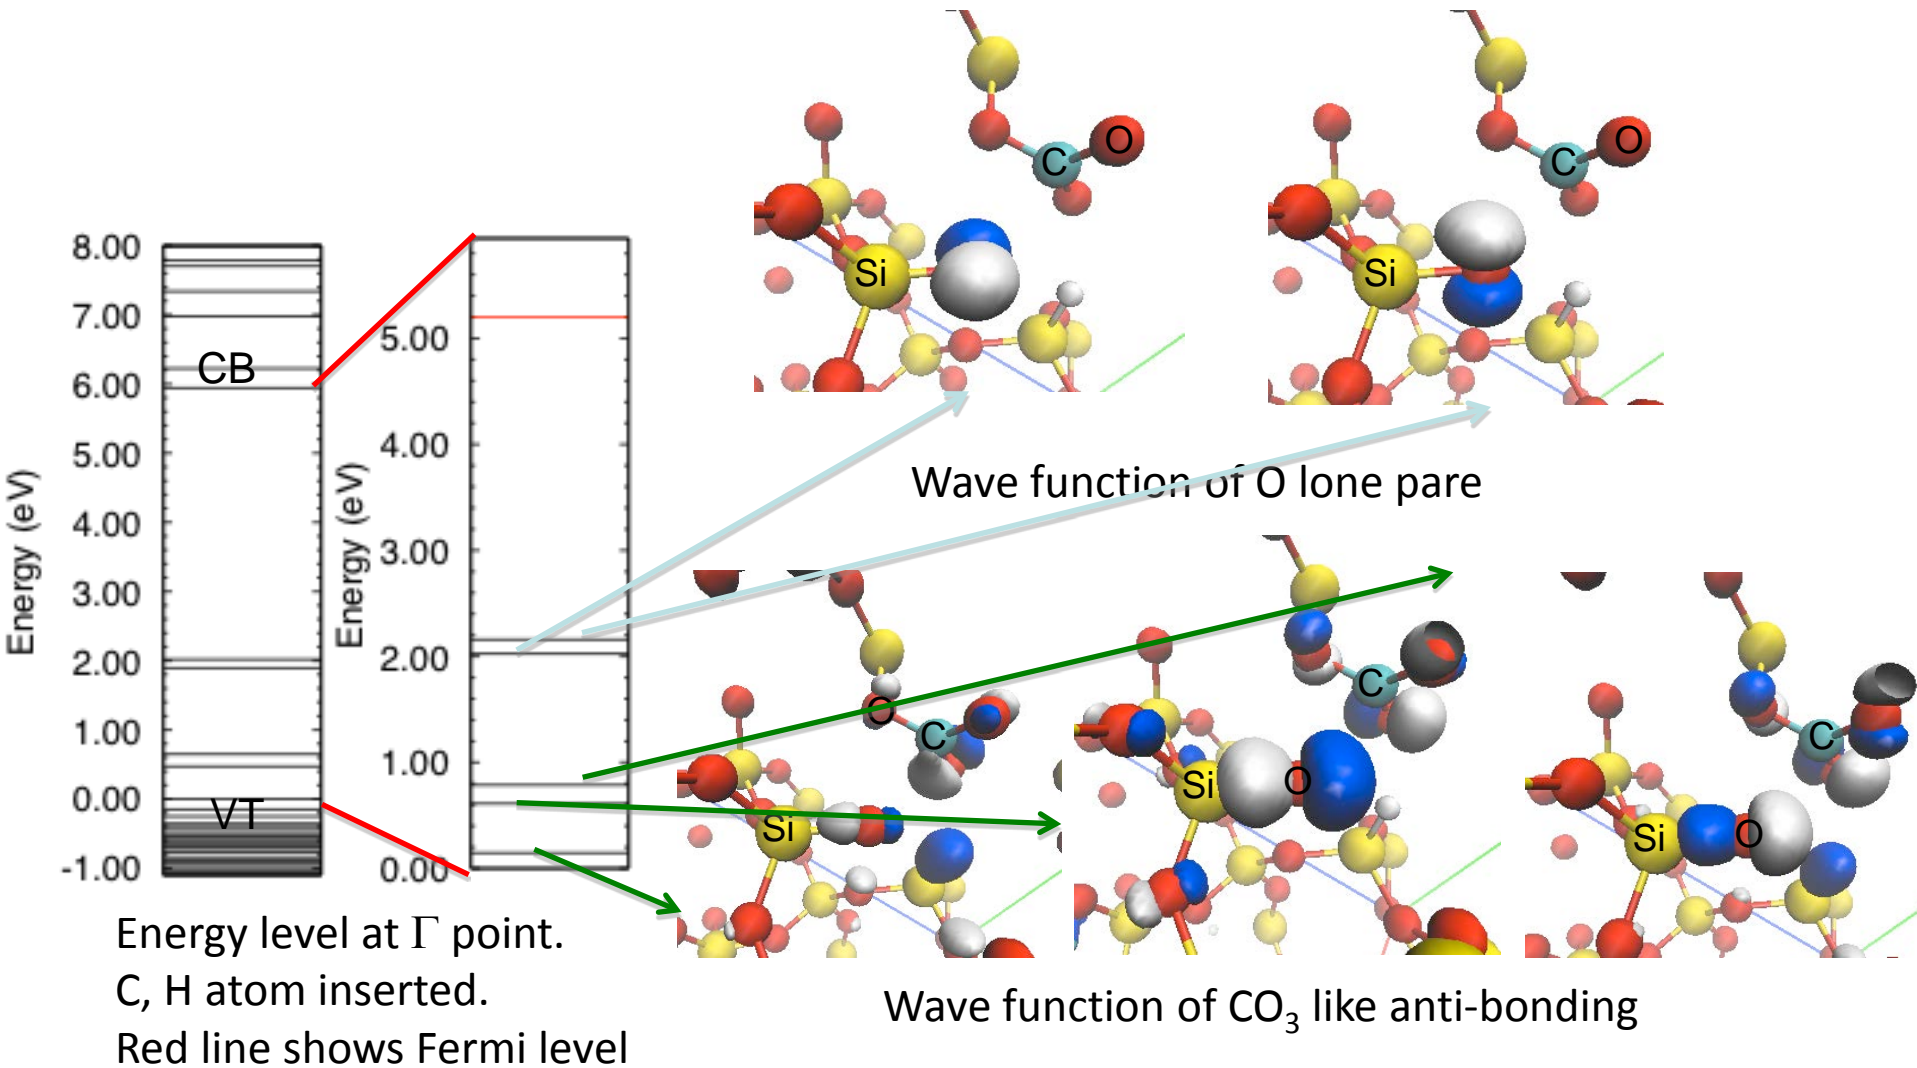 8.00
7.00
6.00
5.00
4.00
3.00
2.00
1.00
0.00
-1.00
Energy (eV)
CB
VT
5.00
4.00
3.00
2.00
1.00
0.00
Energy (eV)
Energy level at Γ point.
C, H atom inserted.
Red line shows Fermi level
C
O
Si
C
O
Si
Wave function of O lone pare
O
C
Si
C
Si
O
C
Si
O
Wave function of CO₃ like anti-bonding